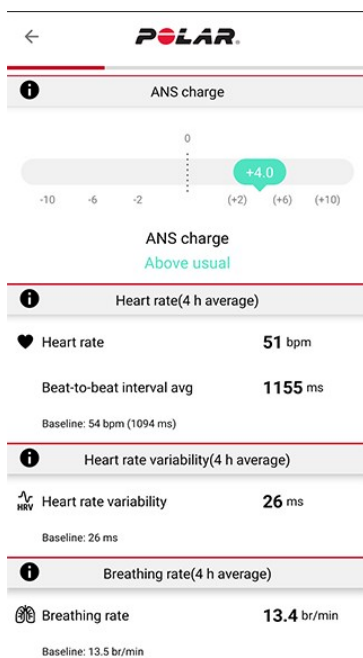 POLAR.
ANS charge
0
+4.0
-10 -6 -2 (+2) (+6) (+10)
ANS charge
Above usual
Heart rate(4 h average)
Heart rate 51 bpm
Beat-to-beat interval avg 1155 ms
Baseline: 54 bpm (1094 ms)
Heart rate variability(4 h average)
HRV Heart rate variability 26 ms
Baseline: 26 ms
Breathing rate(4 h average)
Breathing rate 13.4 br/min
Baseline: 13.5 br/min